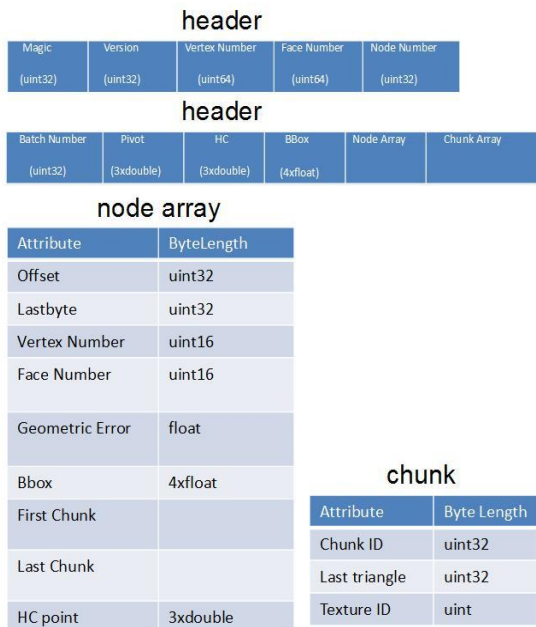 header
Magic Version Vertex Number Face Number Node Number
(uint32) (uint32) (uint64) (uint64) (uint32)
header
Batch Number Pivot HC BBox Node Array Chunk Array
(uint32) (3xdouble) (3xdouble) (4xfloat)
node array
Attribute ByteLength
Offset uint32
Lastbyte uint32
Vertex Number uint16
Face Number uint16
Geometric Error float
Bbox 4xfloat
First Chunk
Last Chunk
HC point 3xdouble
chunk
Attribute Byte Length
Chunk ID uint32
Last triangle uint32
Texture ID uint